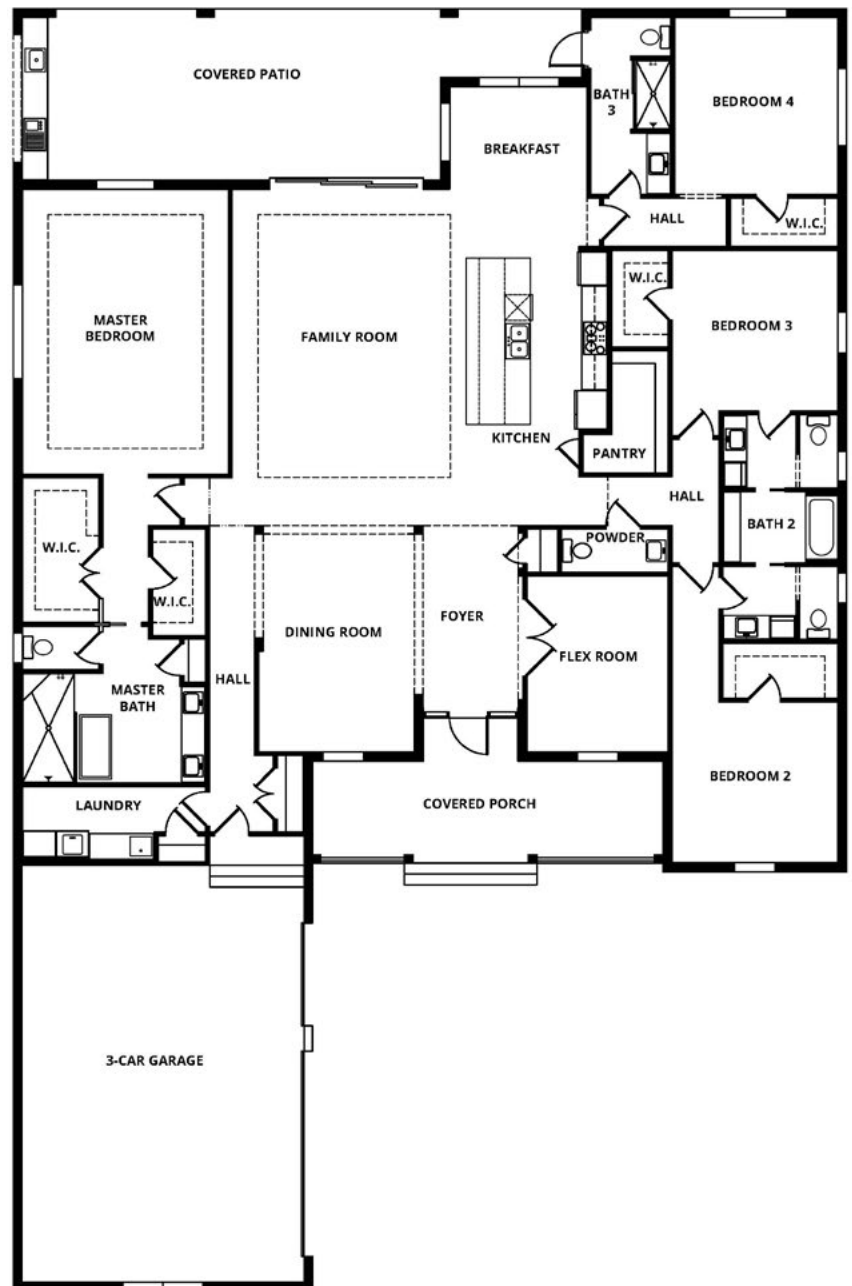 COVERED PATIO
BATH
3
BEDROOM 4
BREAKFAST
HALL
W.I.C.
W.I.C.
MASTER
BEDROOM
FAMILY ROOM
BEDROOM 3
KITCHEN
PANTRY
HALL
BATH 2
W.I.C.
POWDER
W.I.C.
DINING ROOM
FOYER
FLEX ROOM
HALL
MASTER
BATH
BEDROOM 2
LAUNDRY
COVERED PORCH
3-CAR GARAGE